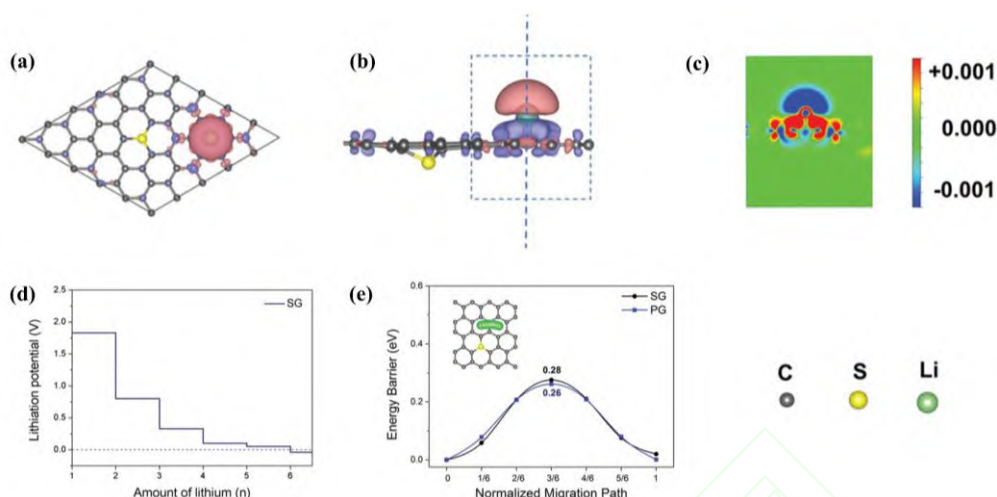 (a)
(b)
(c)
+0.001
0.000
-0.001
(d)
2.5
2.0
1.5
1.0
0.5
0.0
Lithiation potential (V)
SG
1 2 3 4 5 6
Amount of lithium (n)
(e)
0.6
0.4
0.2
0.0
Energy Barrier (eV)
SG
PG
0.28
0.26
0 1/6 2/6 3/6 4/6 5/6 1
Normalized Migration Path
C S Li